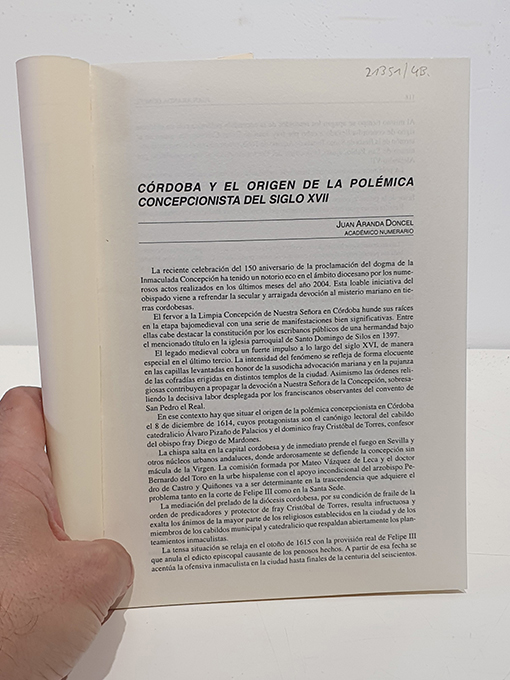 21351/4B.
CÓRDOBA Y EL ORIGEN DE LA POLÉMICA
CONCEPCIONISTA DEL SIGLO XVII
JUAN ARANDA DONCEL
ACADÉMICO NUMERARIO
La reciente celebración del 150 aniversario de la proclamación del dogma de la
Inmaculada Concepción ha tenido un notorio eco en el ámbito diocesano por los nume-
rosos actos realizados en los últimos meses del año 2004. Esta loable iniciativa del
obispado viene a refrendar la secular y arraigada devoción al misterio mariano en tie-
rras cordobesas.
El fervor a la Limpia Concepción de Nuestra Señora en Córdoba hunde sus raíces
en la etapa bajomedieval con una serie de manifestaciones bien significativas. Entre
ellas cabe destacar la constitución por los escribanos públicos de una hermandad bajo
el mencionado título en la iglesia parroquial de Santo Domingo de Silos en 1397.
El legado medieval cobra un fuerte impulso a lo largo del siglo XVI, de manera
especial en el último tercio. La intensidad del fenómeno se refleja de forma elocuente
en las capillas levantadas en honor de la susodicha advocación mariana y en la pujanza
de las cofradías erigidas en distintos templos de la ciudad. Asimismo las órdenes reli-
giosas contribuyen a propagar la devoción a Nuestra Señora de la Concepción, sobresa-
liendo la decisiva labor desplegada por los franciscanos observantes del convento de
San Pedro el Real.
En ese contexto hay que situar el origen de la polémica concepcionista en Córdoba
el 8 de diciembre de 1614, cuyos protagonistas son el canónigo lectoral del cabildo
catedralicio Álvaro Pizaño de Palacios y el dominico fray Cristóbal de Torres, confesor
del obispo fray Diego de Mardones.
La chispa salta en la capital cordobesa y de inmediato prende el fuego en Sevilla y
otros núcleos urbanos andaluces, donde ardorosamente se defiende la concepción sin
mácula de la Virgen. La comisión formada por Mateo Vázquez de Leca y el doctor
Bernardo del Toro en la urbe hispalense con el apoyo incondicional del arzobispo Pe-
dro de Castro y Quiñones va a ser determinante en la trascendencia que adquiere el
problema tanto en la corte de Felipe III como en la Santa Sede.
La mediación del prelado de la diócesis cordobesa, por su condición de fraile de la
orden de predicadores y protector de fray Cristóbal de Torres, resulta infructuosa y
exalta los ánimos de la mayor parte de los religiosos establecidos en la ciudad y de los
miembros de los cabildos municipal y catedralicio que respaldan abiertamente los plan-
teamientos inmaculistas.
La tensa situación se relaja en el otoño de 1615 con la provisión real de Felipe III
que anula el edicto episcopal causante de los penosos hechos. A partir de esa fecha se
acentúa la ofensiva inmaculista en la ciudad hasta finales de la centuria del seiscientos.